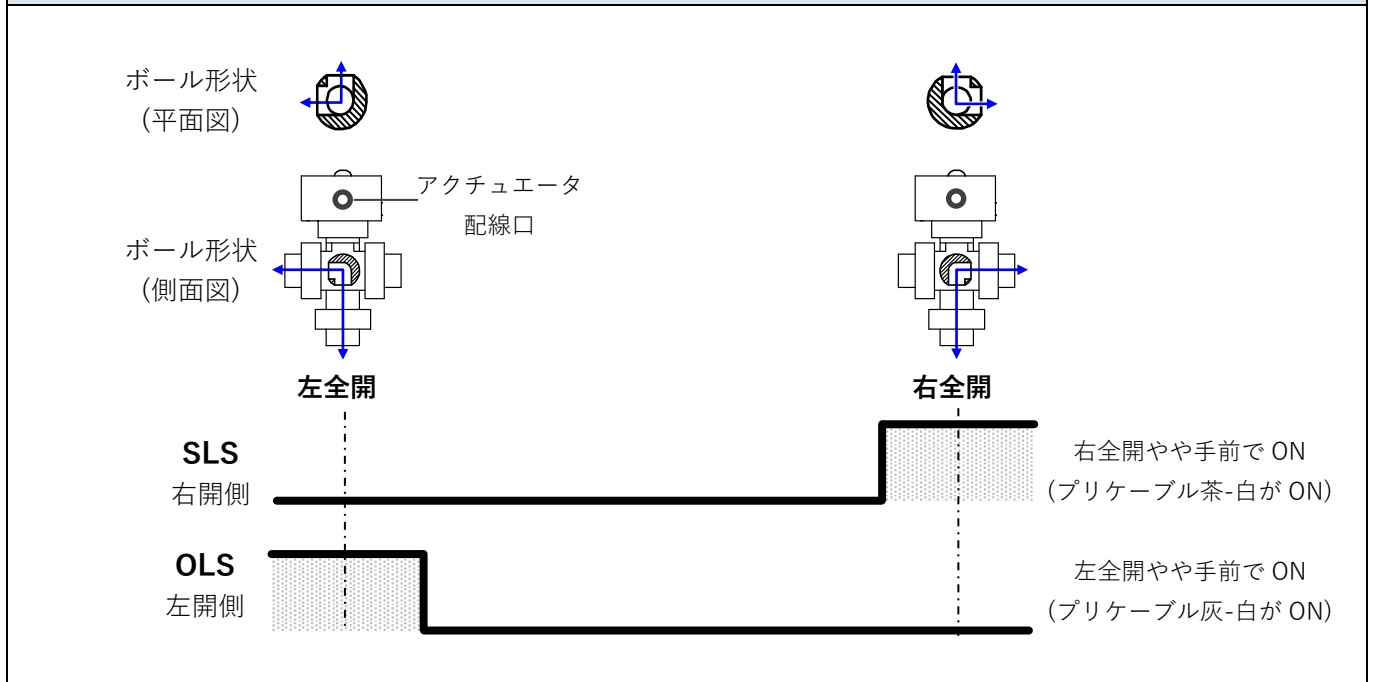 ボール形状
(平面図)
アクチュエータ
配線口
ボール形状
(側面図)
左全開
右全開
SLS
右開側
右全開やや手前で ON
(プリケーブル茶-白が ON)
OLS
左開側
左全開やや手前で ON
(プリケーブル灰-白が ON)